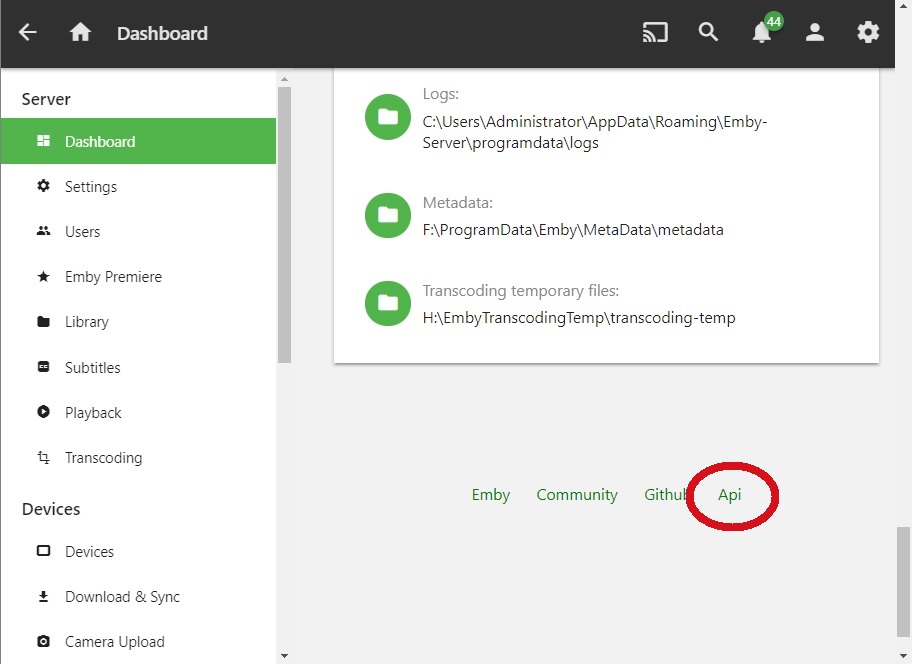 Dashboard
44
Server
Dashboard
Settings
Users
Emby Premiere
Library
Subtitles
Playback
Transcoding
Devices
Devices
Download & Sync
Camera Upload
Logs:
C:\Users\Administrator\AppData\Roaming\Emby-
Server\programdata\logs
Metadata:
F:\ProgramData\Emby\MetaData\metadata
Transcoding temporary files:
H:\EmbyTranscodingTemp\transcoding-temp
Emby Community Github Api